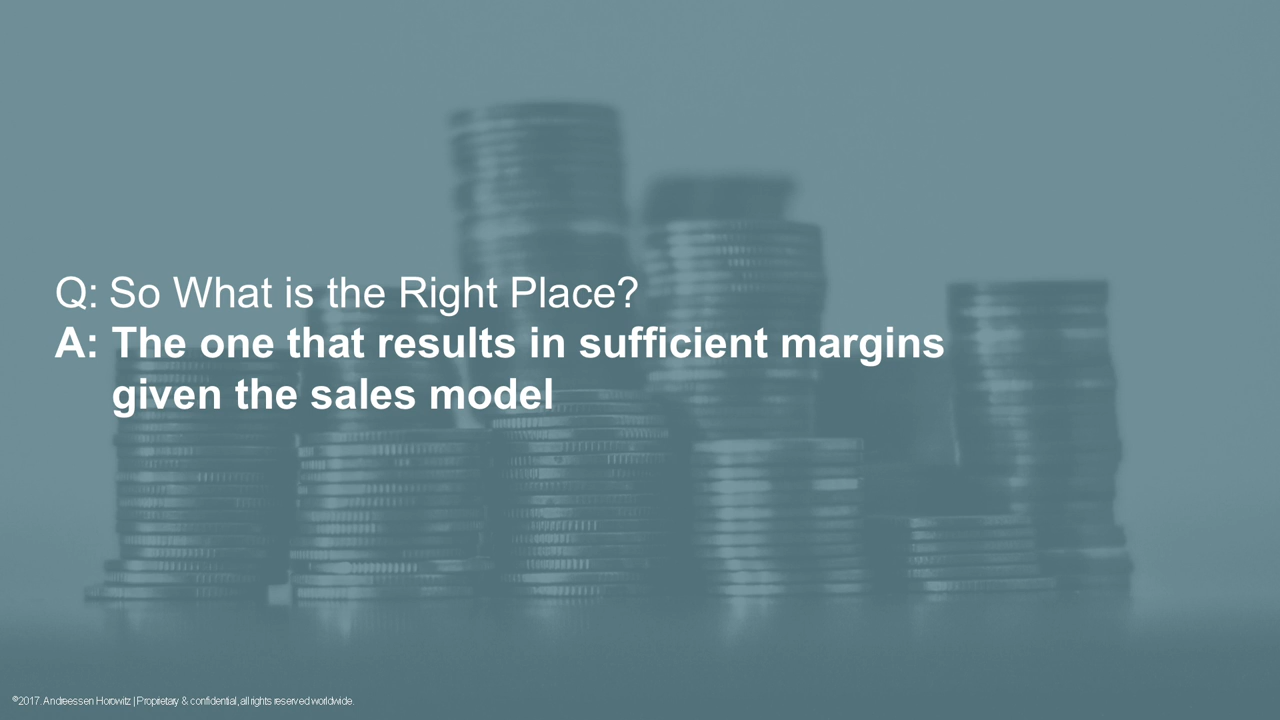 Q: So What is the Right Place?
A: The one that results in sufficient margins
given the sales model
©2017. Andreessen Horowitz | Proprietary & confidential, all rights reserved worldwide.